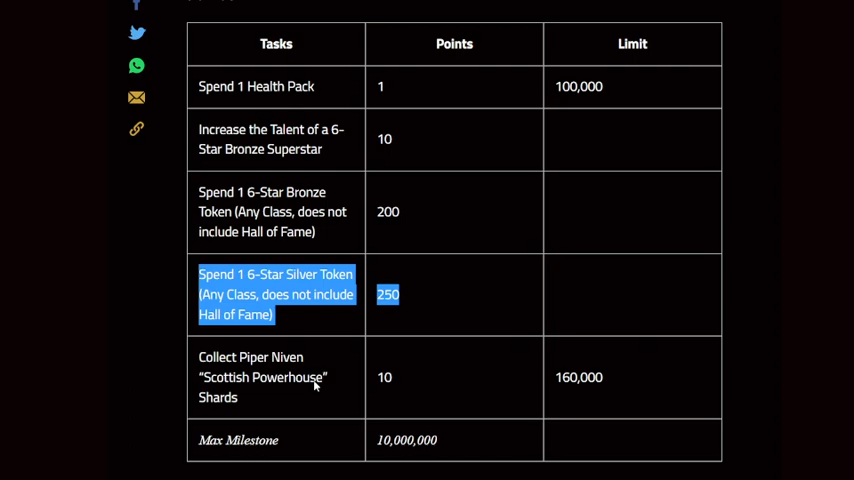 Tasks
Points
Limit
Spend 1 Health Pack
1
100,000
Increase the Talent of a 6-
Star Bronze Superstar
10
Spend 1 6-Star Bronze
Token (Any Class, does not
include Hall of Fame)
200
Spend 1 6-Star Silver Token
(Any Class, does not include
Hall of Fame)
250
Collect Piper Niven
“Scottish Powerhouse”
Shards
10
160,000
Max Milestone
10,000,000